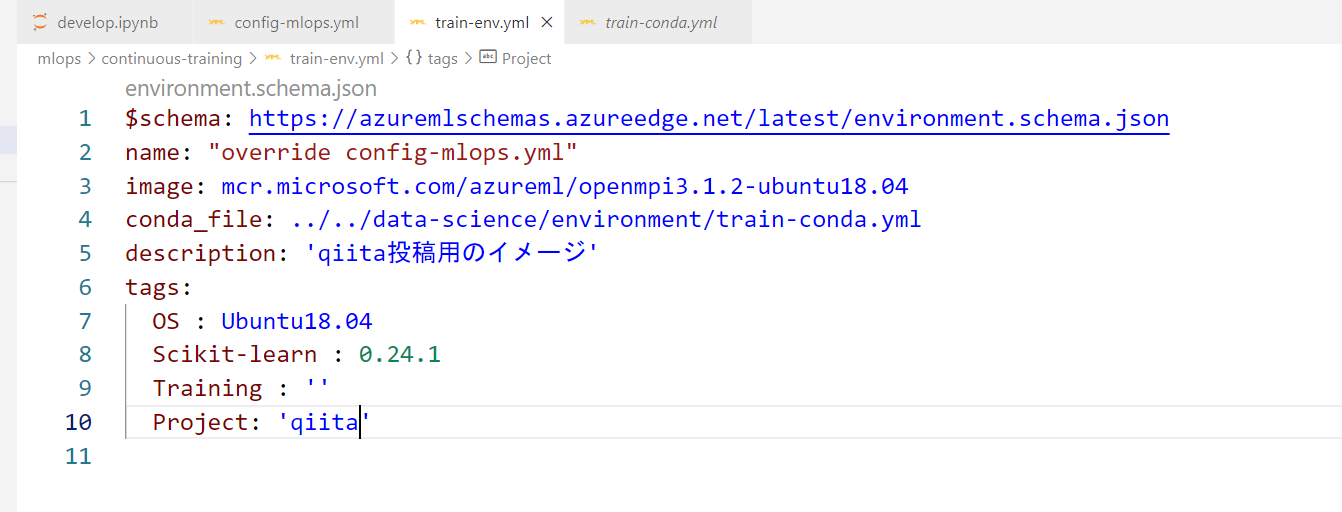 develop.ipynb config-mlops.yml train-env.yml train-conda.yml
mlops > continuous-training > train-env.yml > {} tags > abc Project
environment.schema.json
1 $schema: https://azuremlschemas.azureedge.net/latest/environment.schema.json
2 name: "override config-mlops.yml"
3 image: mcr.microsoft.com/azureml/openmpi3.1.2-ubuntu18.04
4 conda_file: ../../data-science/environment/train-conda.yml
5 description: 'qiita投稿用のイメージ'
6 tags:
7 OS : Ubuntu18.04
8 Scikit-learn : 0.24.1
9 Training : ''
10 Project: 'qiita'
11